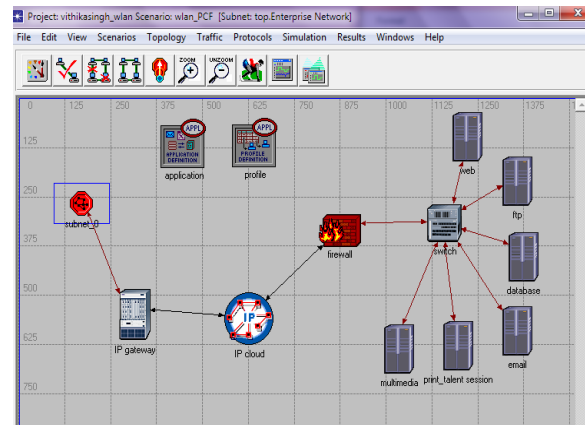 Project: vithikasingh_wlan Scenario: wlan_PCF [Subnet: top.Enterprise Network]
File Edit View Scenarios Topology Traffic Protocols Simulation Results Windows Help
ZOOM UNZOOM
0 125 250 375 500 625 750 875 1000 1125 1250 1375
125
APPL APPL
APPLICATION DEFINITION
PROFILE DEFINITION
application profile
web
250
ftp
subnet_0
375
firewall
switch
database
500
IP
625
IP gateway
IP cloud
multimedia
print_talent session
email
750